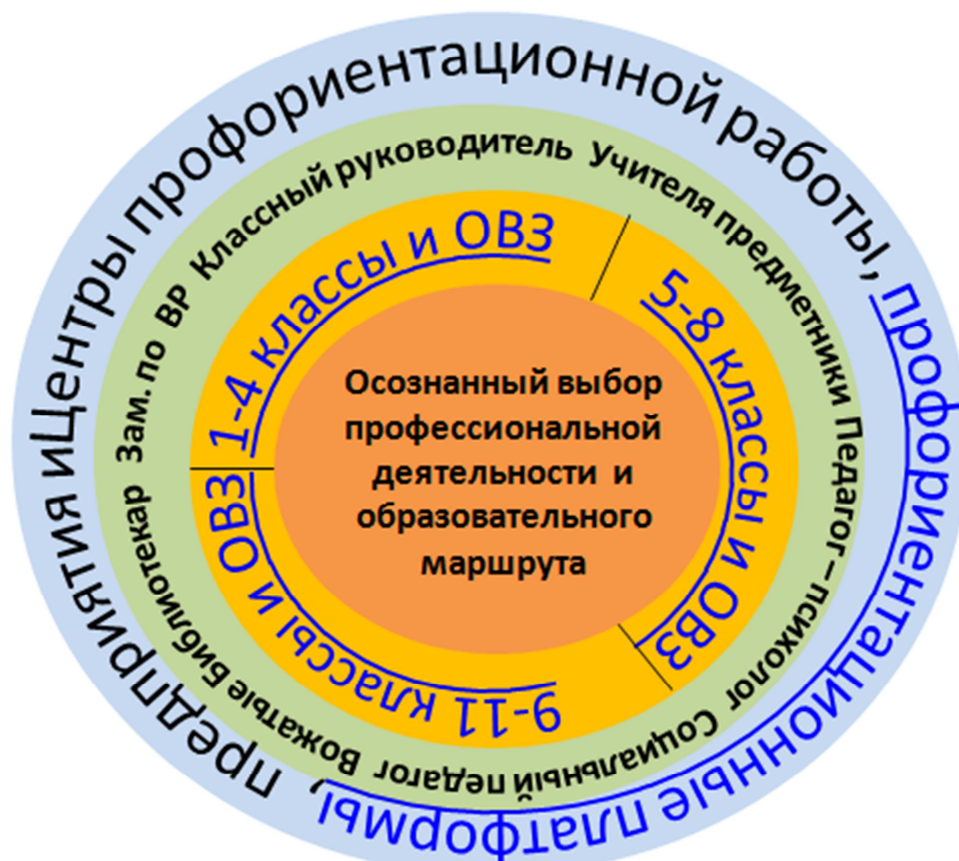 Центры профориентационной работы, профориентационные платформы, предприятия и
Зам. по ВР Классный руководитель Учителя предметники Педагог – психолог Социальный педагог Вожатые Библиотекар
1-4 классы и ОВЗ
5-8 классы и ОВЗ
9-11 классы и ОВЗ
Осознанный выбор
профессиональной
деятельности и
образовательного
маршрута